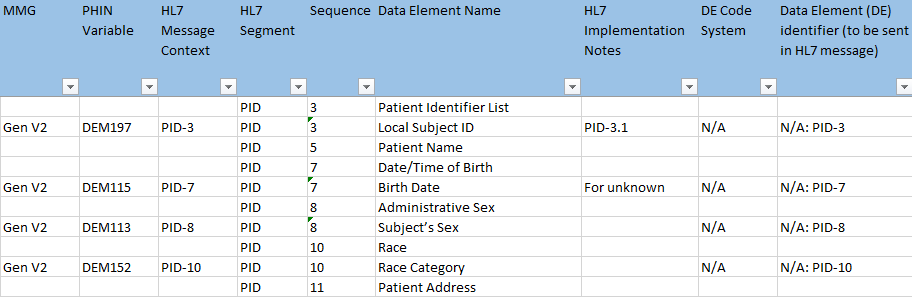 MMG PHIN Variable HL7 Message Context HL7 Segment Sequence Data Element Name HL7 Implementation Notes DE Code System Data Element (DE) identifier (to be sent in HL7 message)
PID 3 Patient Identifier List
Gen V2 DEM197 PID-3 PID 3 Local Subject ID PID-3.1 N/A N/A: PID-3
PID 5 Patient Name
PID 7 Date/Time of Birth
Gen V2 DEM115 PID-7 PID 7 Birth Date For unknown N/A N/A: PID-7
PID 8 Administrative Sex
Gen V2 DEM113 PID-8 PID 8 Subject's Sex N/A N/A: PID-8
PID 10 Race
Gen V2 DEM152 PID-10 PID 10 Race Category N/A N/A: PID-10
PID 11 Patient Address